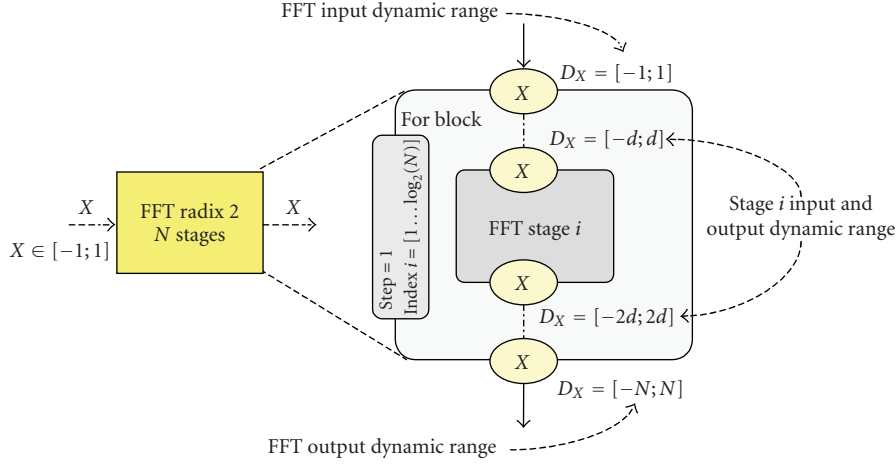 FFT input dynamic range
D_X = [−1; 1]
X
For block
D_X = [−d; d]
X
Step = 1
Index i = [1 … log₂(N)]
FFT stage i
Stage i input and
output dynamic range
X
FFT radix 2
N stages
X
X ∈ [−1; 1]
X
D_X = [−2d; 2d]
X
D_X = [−N; N]
FFT output dynamic range